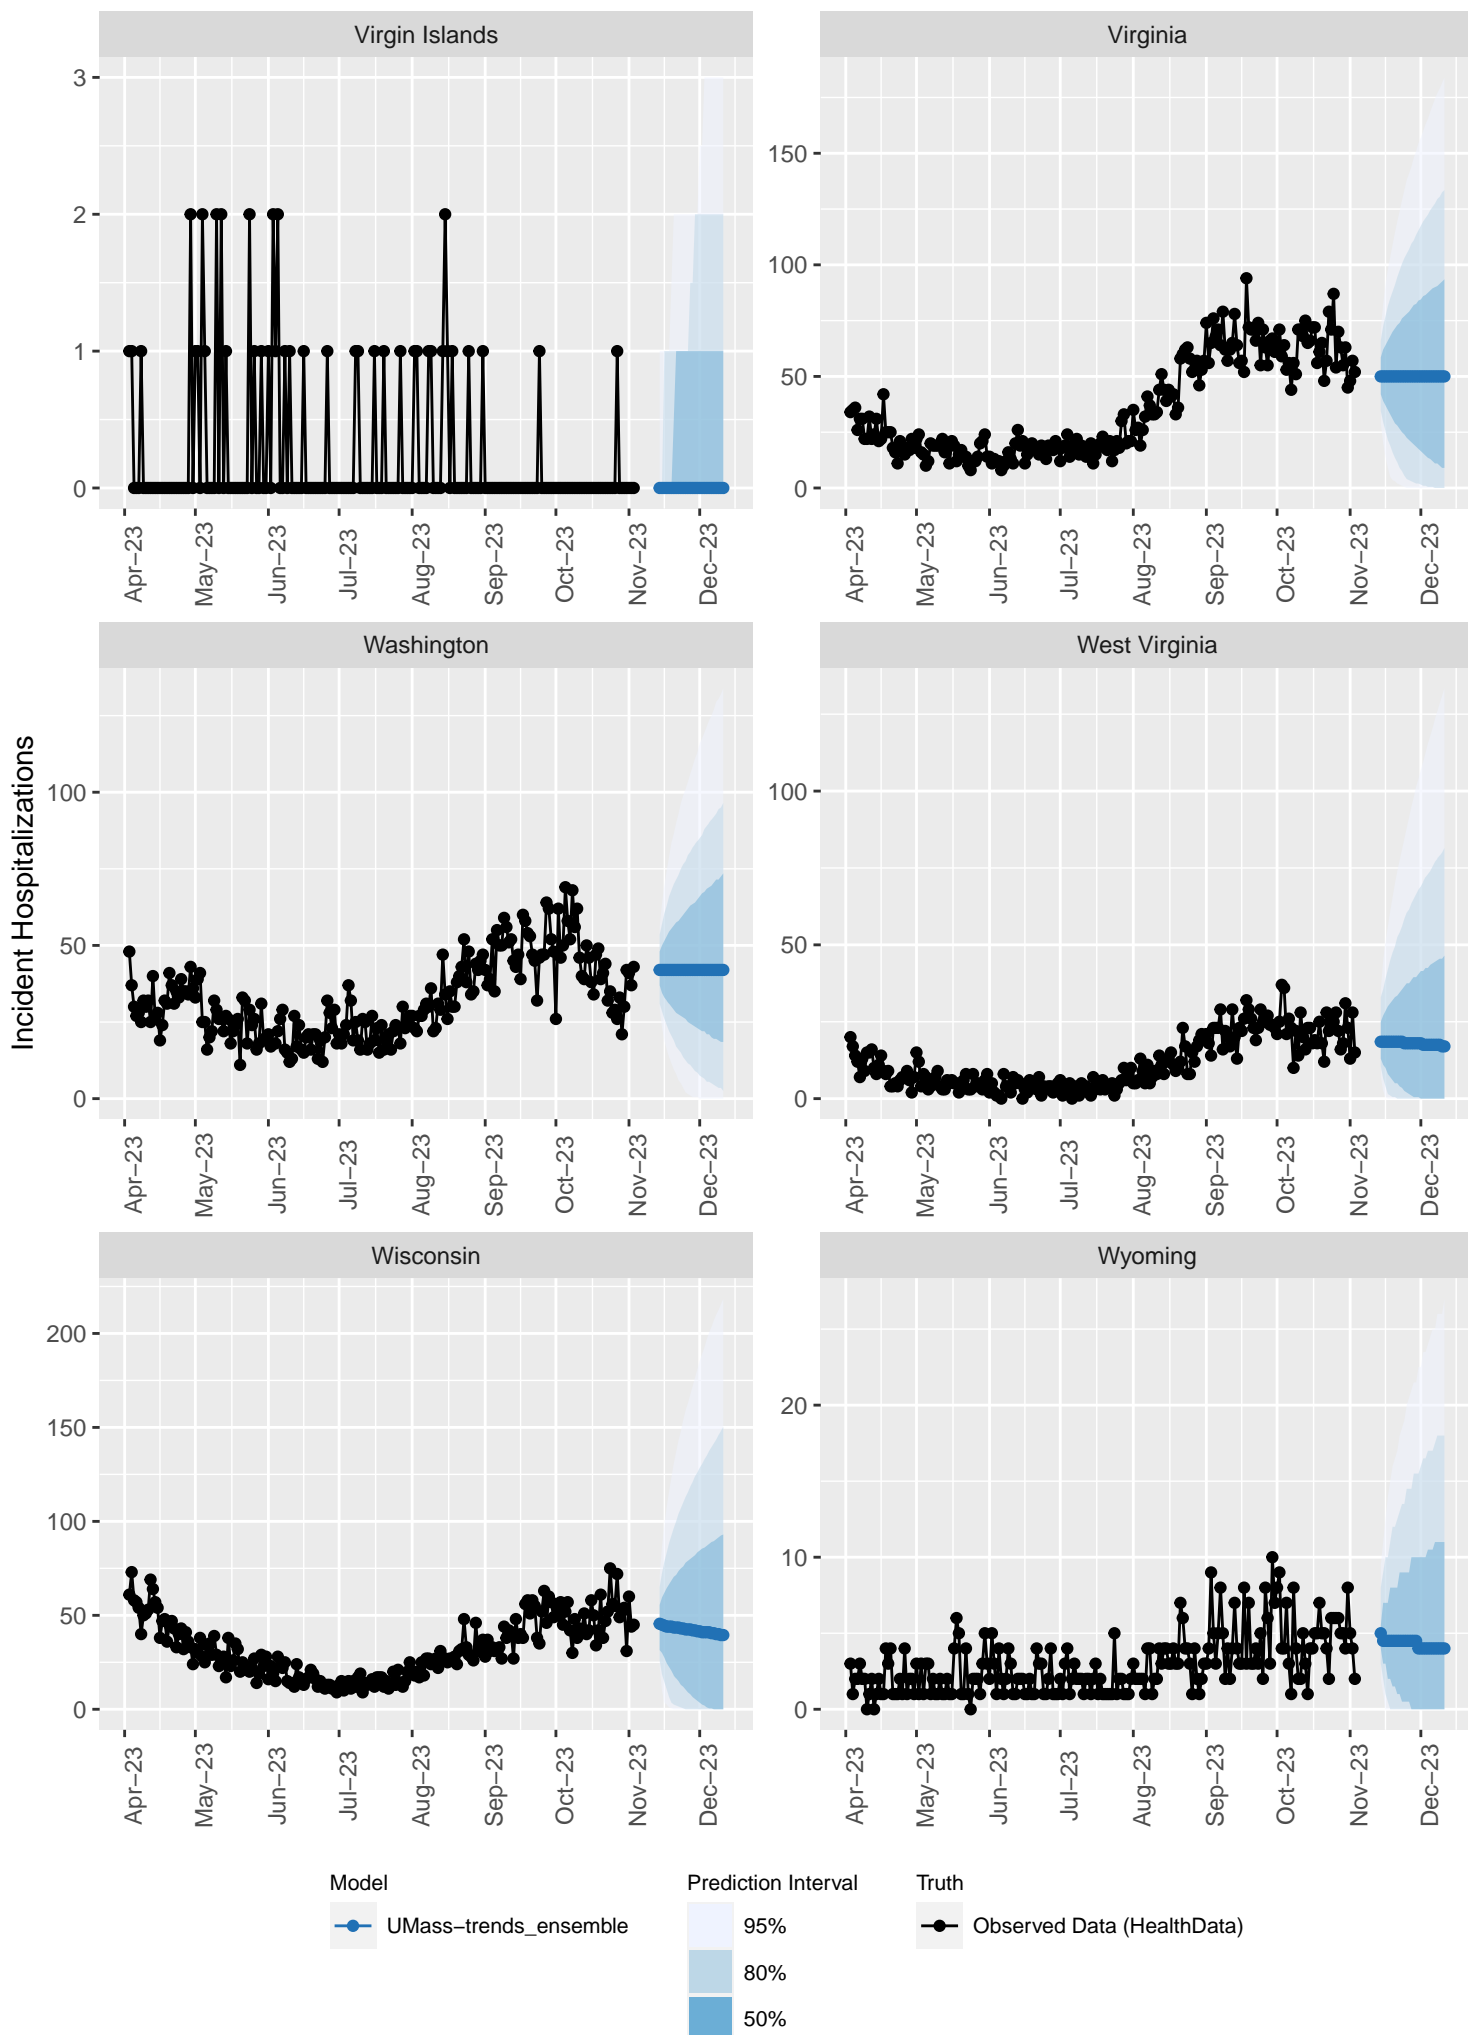 Virgin Islands
Virginia
3
2
1
0
150
100
50
0
Apr−23
May−23
Jun−23
Jul−23
Aug−23
Sep−23
Oct−23
Nov−23
Dec−23
Apr−23
May−23
Jun−23
Jul−23
Aug−23
Sep−23
Oct−23
Nov−23
Dec−23
Washington
West Virginia
Incident Hospitalizations
100
50
0
100
50
0
Apr−23
May−23
Jun−23
Jul−23
Aug−23
Sep−23
Oct−23
Nov−23
Dec−23
Apr−23
May−23
Jun−23
Jul−23
Aug−23
Sep−23
Oct−23
Nov−23
Dec−23
Wisconsin
Wyoming
200
150
100
50
0
20
10
0
Apr−23
May−23
Jun−23
Jul−23
Aug−23
Sep−23
Oct−23
Nov−23
Dec−23
Apr−23
May−23
Jun−23
Jul−23
Aug−23
Sep−23
Oct−23
Nov−23
Dec−23
Model
UMass−trends_ensemble
Prediction Interval
95%
80%
50%
Truth
Observed Data (HealthData)